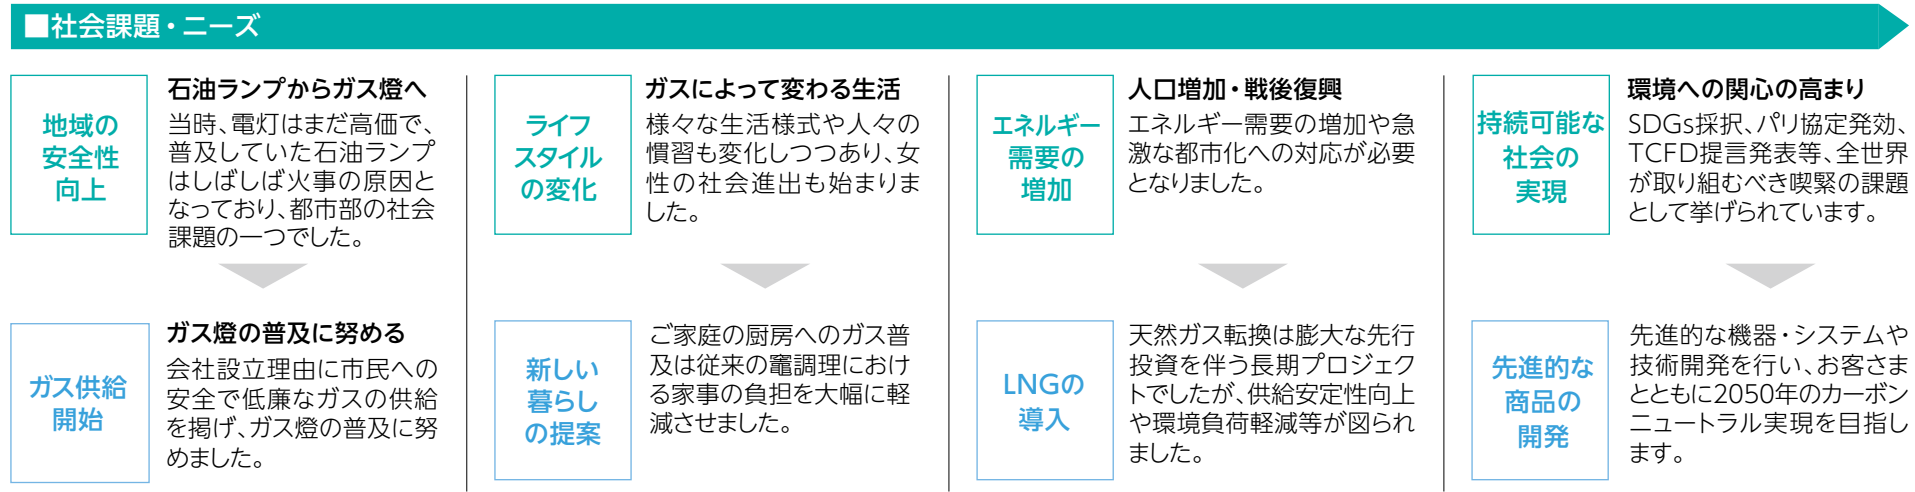 ■社会課題・ニーズ
地域の
安全性
向上
石油ランプからガス燈へ
当時、電灯はまだ高価で、
普及していた石油ランプ
はしばしば火事の原因と
なっており、都市部の社会
課題の一つでした。
ガス供給
開始
ガス燈の普及に努める
会社設立理由に市民への
安全で低廉なガスの供給
を掲げ、ガス燈の普及に努
めました。
ライフ
スタイル
の変化
ガスによって変わる生活
様々な生活様式や人々の
慣習も変化しつつあり、女
性の社会進出も始まりま
した。
新しい
暮らし
の提案
ご家庭の厨房へのガス普
及は従来の竈調理におけ
る家事の負担を大幅に軽
減させました。
エネルギー
需要の
増加
人口増加・戦後復興
エネルギー需要の増加や急
激な都市化への対応が必要
となりました。
LNGの
導入
天然ガス転換は膨大な先行
投資を伴う長期プロジェク
トでしたが、供給安定性向上
や環境負荷軽減等が図られ
ました。
持続可能な
社会の
実現
環境への関心の高まり
SDGs採択、パリ協定発効、
TCFD提言発表等、全世界
が取り組むべき喫緊の課題
として挙げられています。
先進的な
商品の
開発
先進的な機器・システムや
技術開発を行い、お客さま
とともに2050年のカーボン
ニュートラル実現を目指し
ます。